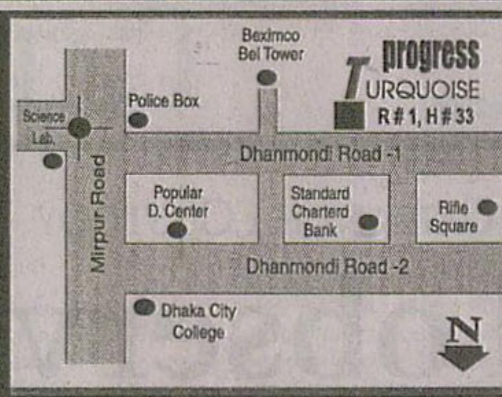 Beximco
Bel Tower
progress
TURQUOISE
R # 1, H # 33
Police Box
Science
Lab.
Dhanmondi Road -1
Mirpur Road
Popular
D. Center
Standard
Charterd
Bank
Rifle
Square
Dhanmondi Road -2
Dhaka City
College
N